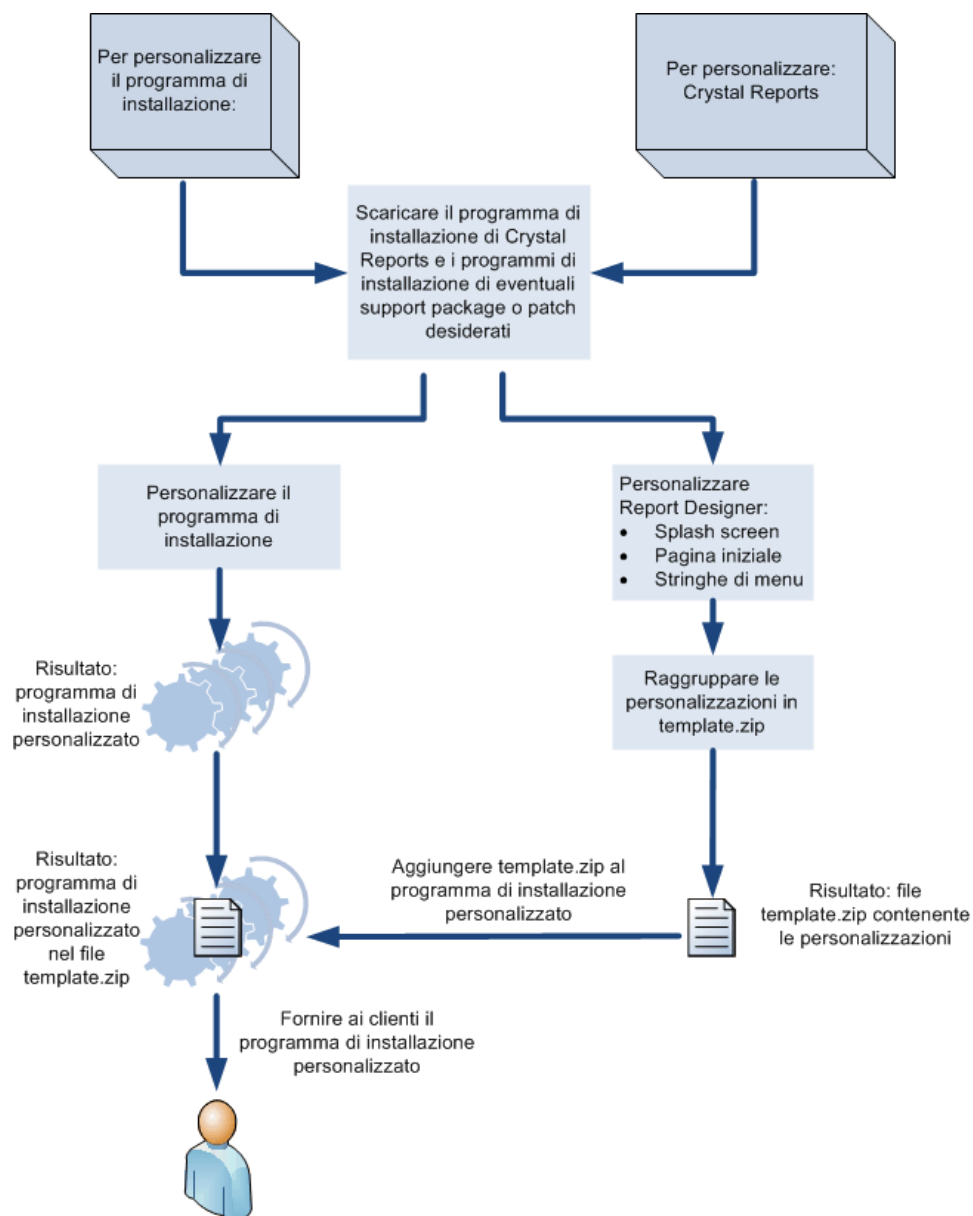 Per personalizzare
il programma di
installazione:
Per personalizzare:
Crystal Reports
Scaricare il programma di
installazione di Crystal
Reports e i programmi di
installazione di eventuali
support package o patch
desiderati
Personalizzare il
programma di
installazione
Personalizzare
Report Designer:
• Splash screen
• Pagina iniziale
• Stringhe di menu
Risultato:
programma di
installazione
personalizzato
Raggruppare le
personalizzazioni in
template.zip
Risultato:
programma di
installazione
personalizzato
nel file
template.zip
Aggiungere template.zip al
programma di installazione
personalizzato
Risultato: file
template.zip contenente
le personalizzazioni
Fornire ai clienti il
programma di installazione
personalizzato